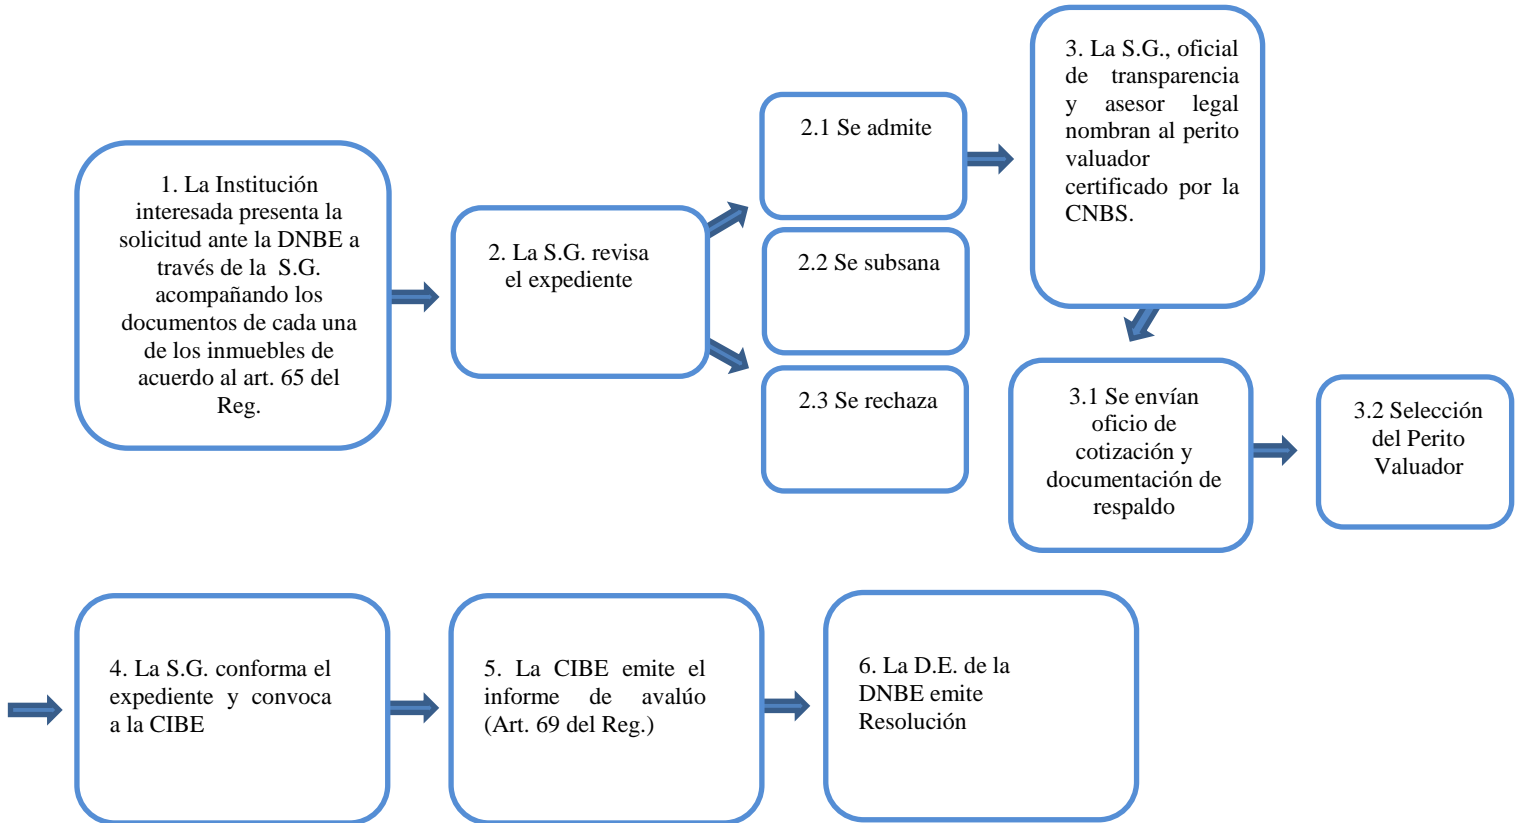 1. La Institución
interesada presenta la
solicitud ante la DNBE a
través de la S.G.
acompañando los
documentos de cada una
de los inmuebles de
acuerdo al art. 65 del
Reg.
2. La S.G. revisa
el expediente
2.1 Se admite
2.2 Se subsana
2.3 Se rechaza
3. La S.G., oficial
de transparencia
y asesor legal
nombran al perito
valuador
certificado por la
CNBS.
3.1 Se envían
oficio de
cotización y
documentación de
respaldo
3.2 Selección
del Perito
Valuador
4. La S.G. conforma el
expediente y convoca
a la CIBE
5. La CIBE emite el
informe de avalúo
(Art. 69 del Reg.)
6. La D.E. de la
DNBE emite
Resolución